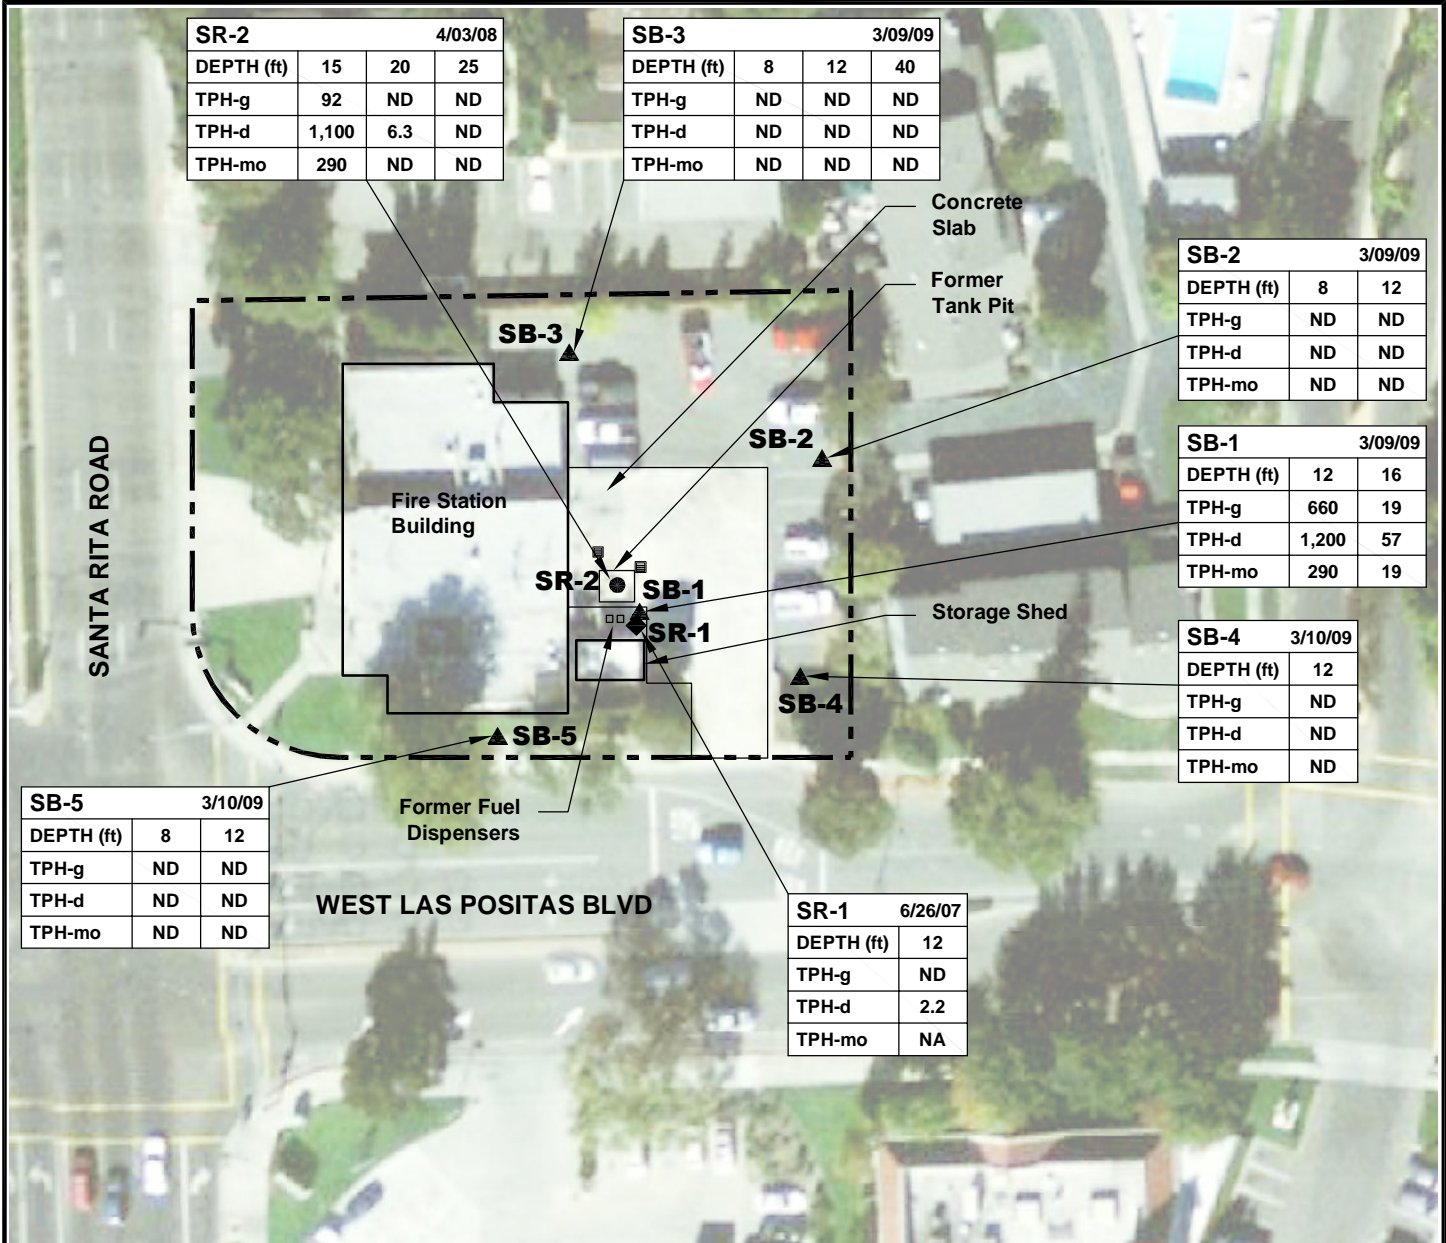 SR-2 4/03/08
DEPTH (ft) 15 20 25
TPH-g 92 ND ND
TPH-d 1,100 6.3 ND
TPH-mo 290 ND ND
SB-3 3/09/09
DEPTH (ft) 8 12 40
TPH-g ND ND ND
TPH-d ND ND ND
TPH-mo ND ND ND
Concrete
Slab
Former
Tank Pit
SB-2 3/09/09
DEPTH (ft) 8 12
TPH-g ND ND
TPH-d ND ND
TPH-mo ND ND
SB-3
SB-2
SB-1 3/09/09
DEPTH (ft) 12 16
TPH-g 660 19
TPH-d 1,200 57
TPH-mo 290 19
SANTA RITA ROAD
Fire Station
Building
SR-2
SB-1
SR-1
Storage Shed
SB-4 3/10/09
DEPTH (ft) 12
TPH-g ND
TPH-d ND
TPH-mo ND
SB-4
SB-5
SB-5 3/10/09
DEPTH (ft) 8 12
TPH-g ND ND
TPH-d ND ND
TPH-mo ND ND
Former Fuel
Dispensers
WEST LAS POSITAS BLVD
SR-1 6/26/07
DEPTH (ft) 12
TPH-g ND
TPH-d 2.2
TPH-mo NA